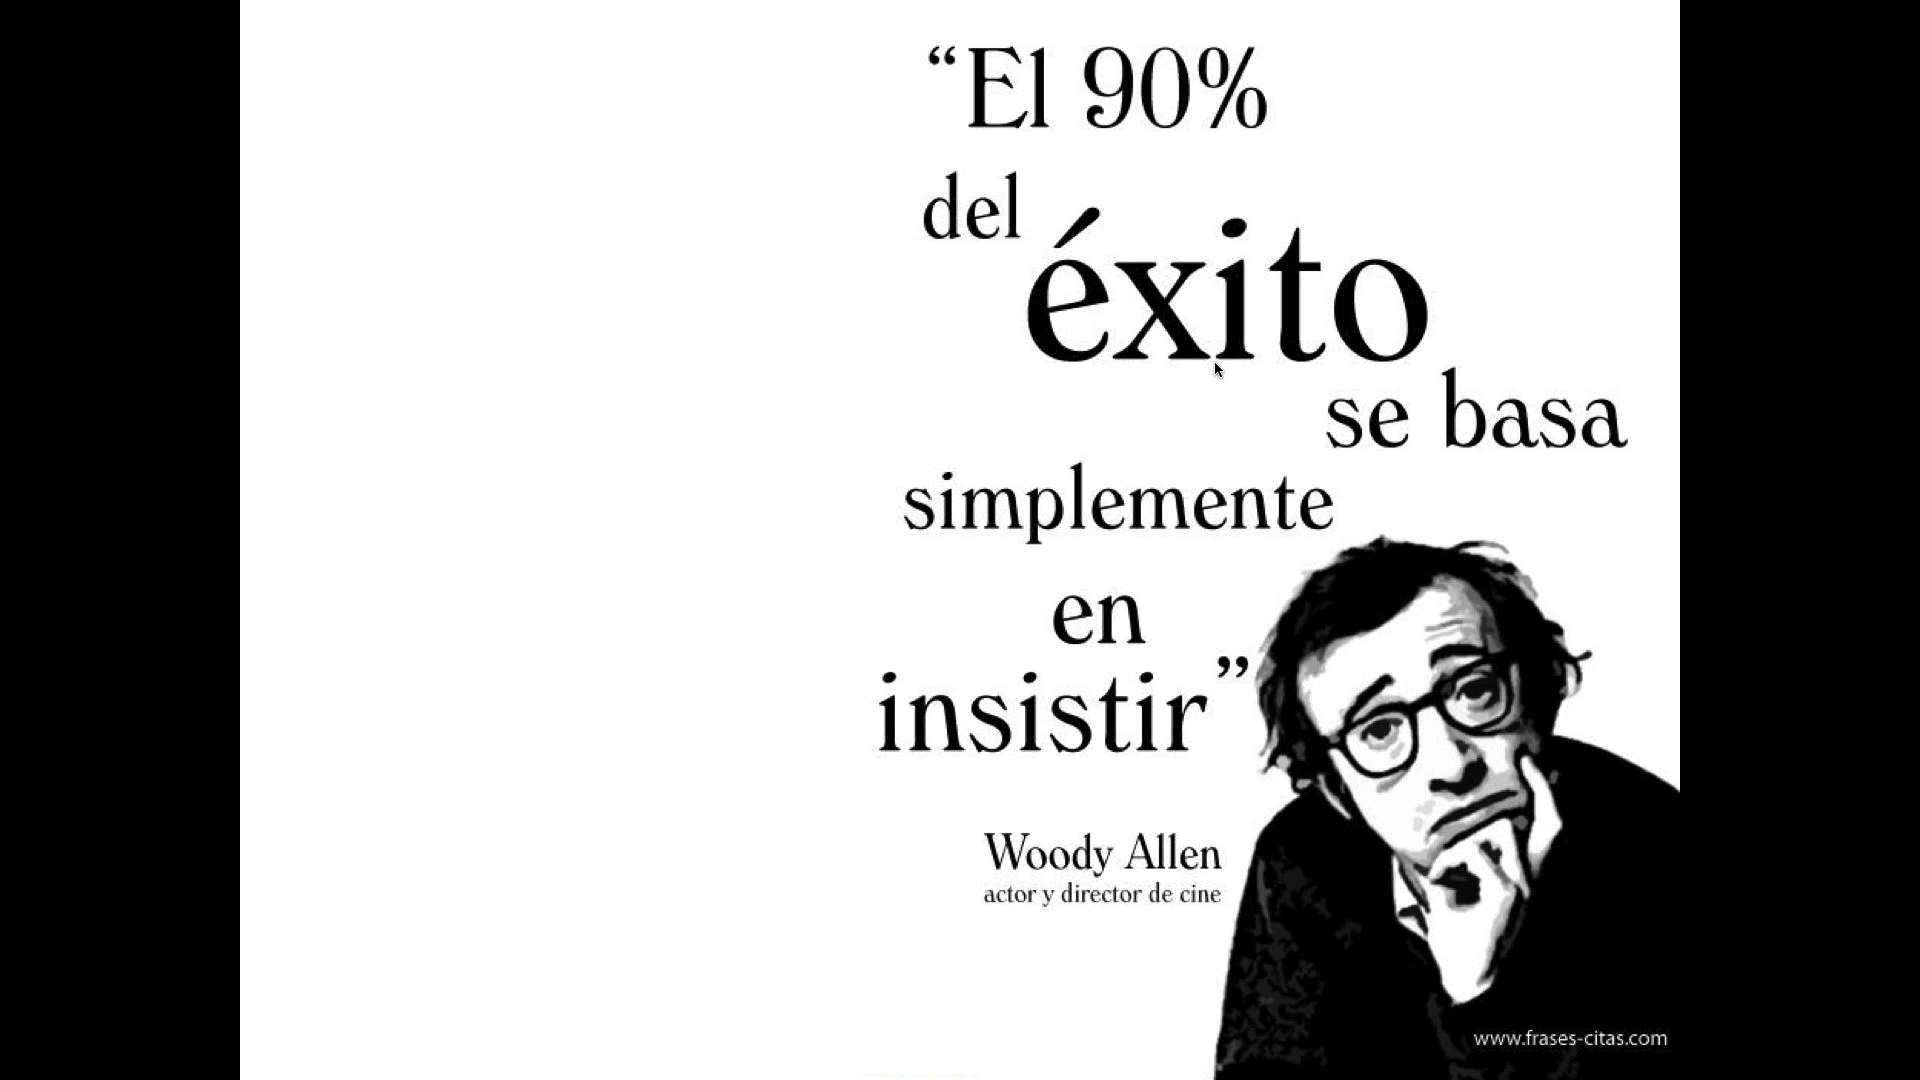 “El 90%
del
éxito
se basa
simplemente
en
insistir”
Woody Allen
actor y director de cine
www.frases-citas.com